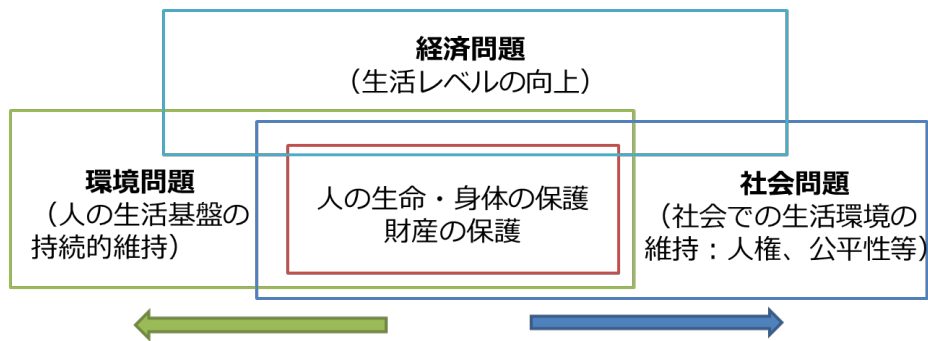 経済問題
（生活レベルの向上）
環境問題
（人の生活基盤の
持続的維持）
人の生命・身体の保護
財産の保護
社会問題
（社会での生活環境の
維持：人権、公平性等）